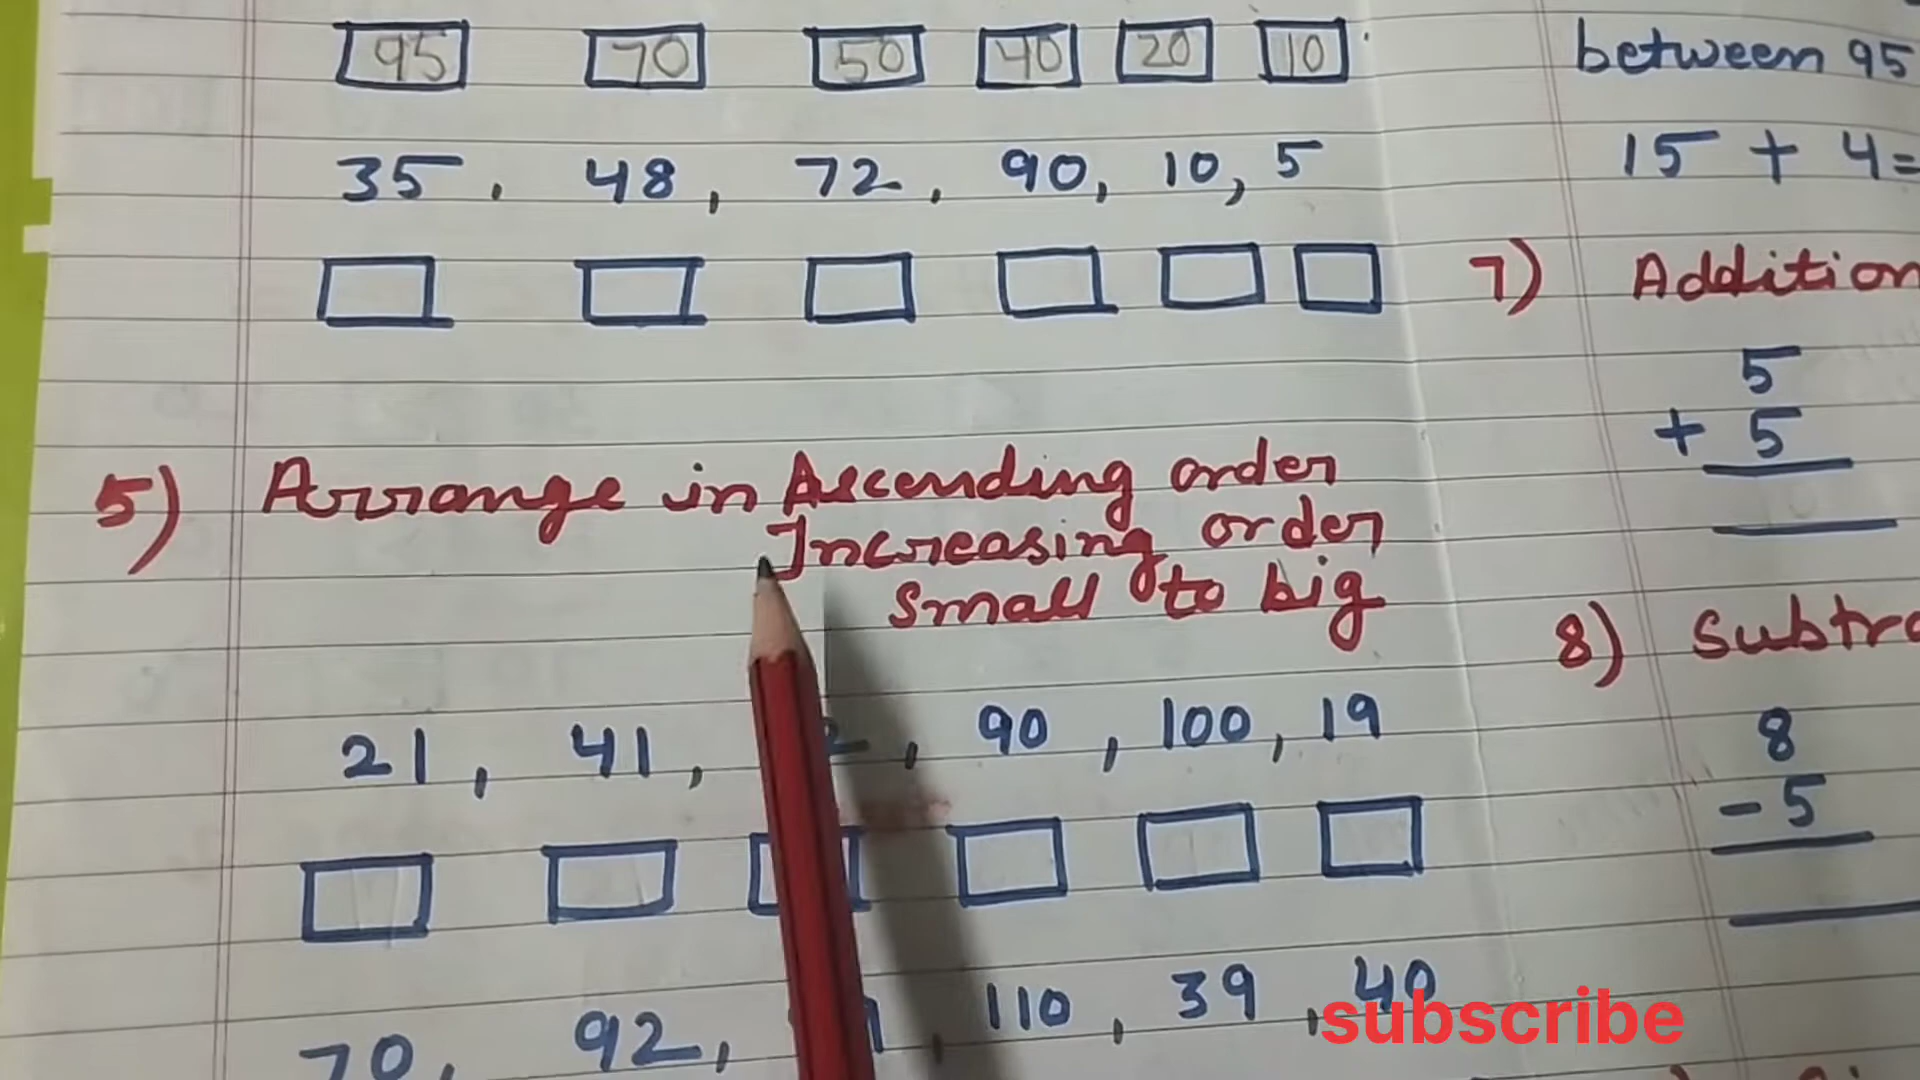 95 70 50 40 20 10
35, 48, 72, 90, 10, 5
5) Arrange in Ascending order
Increasing order
Small to big
21, 41, , 90, 100, 19
70, 92, , 110, 39, 40
between 95
15 + 4 =
7) Addition
5
+ 5
8)
8
- 5
subscribe